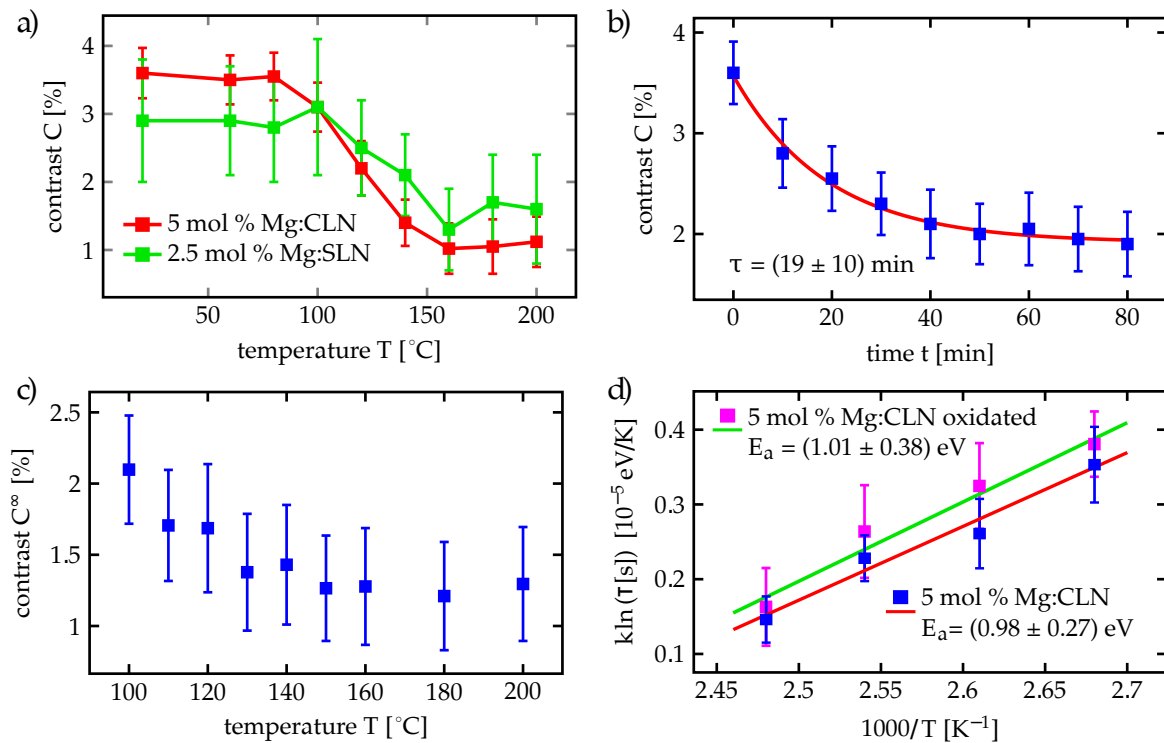 a)
contrast C [%]
4
3
2
1
5 mol % Mg:CLN
2.5 mol % Mg:SLN
50
100
150
200
temperature T [°C]
b)
contrast C [%]
4
3
2
τ = (19 ± 10) min
0
20
40
60
80
time t [min]
c)
contrast C∞ [%]
2.5
2
1.5
1
100
120
140
160
180
200
temperature T [°C]
d)
kln(τ[s]) [10⁻⁵ eV/K]
0.4
0.3
0.2
0.1
5 mol % Mg:CLN oxidated
Eₐ = (1.01 ± 0.38) eV
5 mol % Mg:CLN
Eₐ= (0.98 ± 0.27) eV
2.45
2.5
2.55
2.6
2.65
2.7
1000/T [K⁻¹]